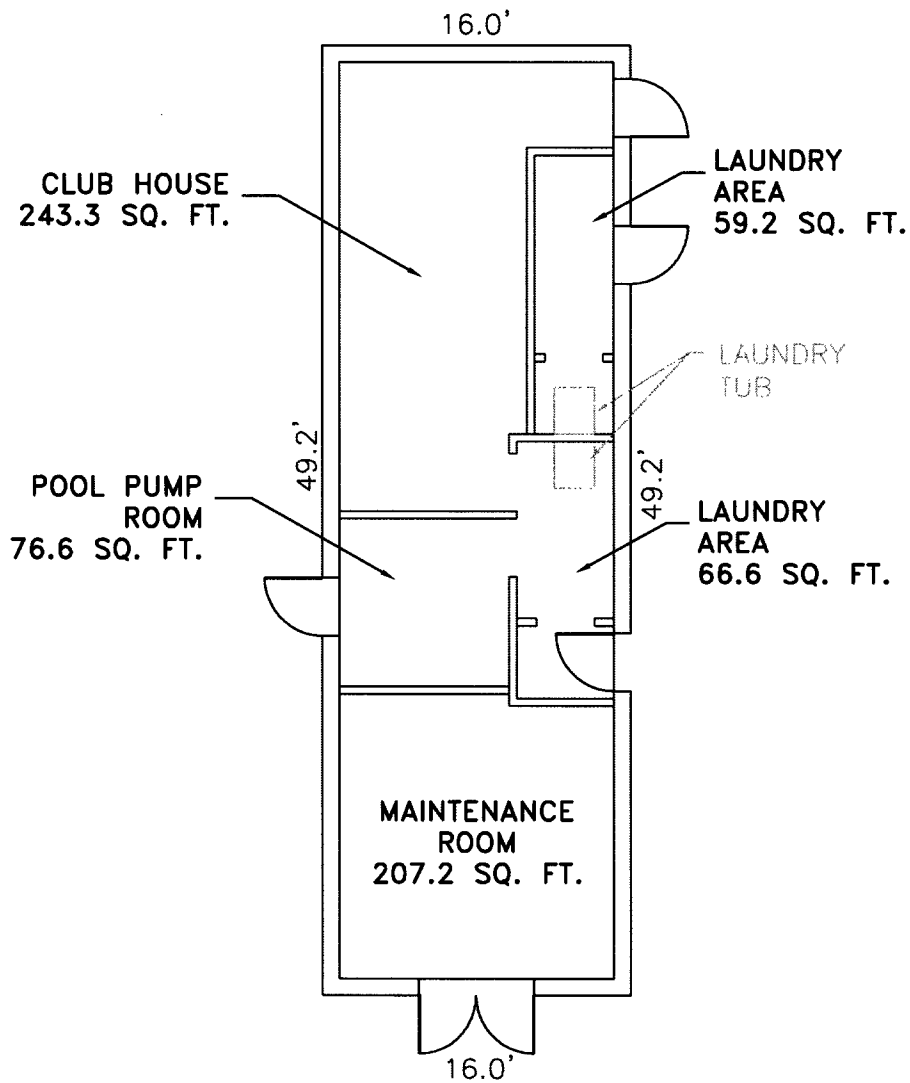 16.0'
CLUB HOUSE
243.3 SQ. FT.
LAUNDRY
AREA
59.2 SQ. FT.
LAUNDRY
TUB
49.2'
49.2'
POOL PUMP
ROOM
76.6 SQ. FT.
LAUNDRY
AREA
66.6 SQ. FT.
MAINTENANCE
ROOM
207.2 SQ. FT.
16.0'